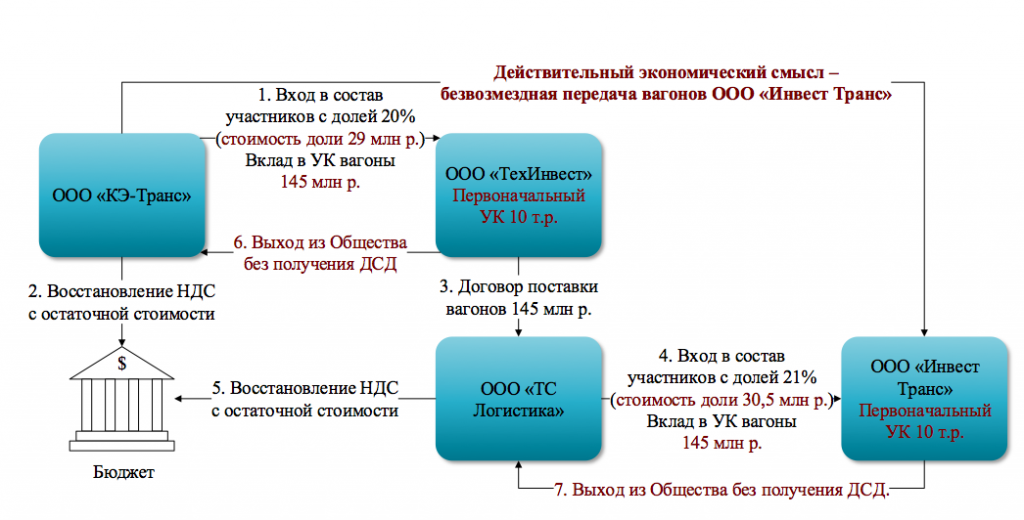 Действительный экономический смысл –
безвозмездная передача вагонов ООО «Инвест Транс»
1. Вход в состав
участников с долей 20%
(стоимость доли 29 млн р.)
Вклад в УК вагоны
145 млн р.
ООО «КЭ-Транс»
ООО «ТехИнвест»
Первоначальный
УК 10 т.р.
6. Выход из Общества
без получения ДСД
2. Восстановление НДС
с остаточной стоимости
3. Договор поставки
вагонов 145 млн р.
$
Бюджет
5. Восстановление НДС
с остаточной стоимости
ООО «ТС
Логистика»
4. Вход в состав
участников с долей 21%
(стоимость доли 30,5 млн р.)
Вклад в УК вагоны
145 млн р.
ООО «Инвест
Транс»
Первоначальный
УК 10 т.р.
7. Выход из Общества без получения ДСД.